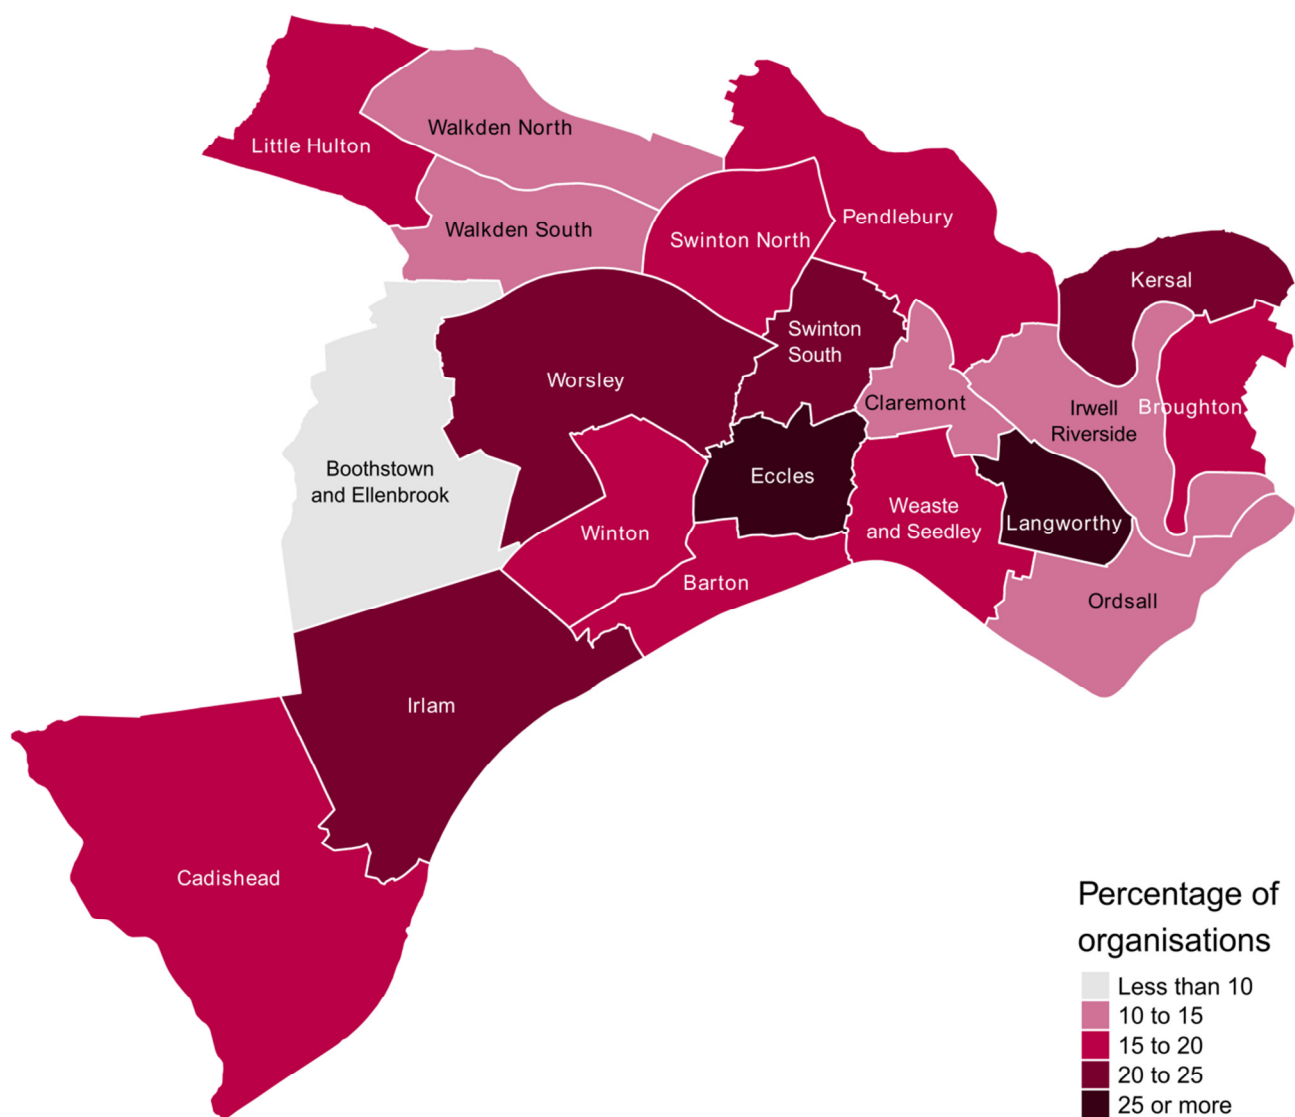 Walkden North
Little Hulton
Pendlebury
Walkden South
Swinton North
Kersal
Swinton
South
Worsley
Claremont
Irwell
Riverside
Broughton
Boothstown
and Ellenbrook
Eccles
Weaste
and Seedley
Langworthy
Winton
Barton
Ordsall
Irlam
Cadishead
Percentage of
organisations
Less than 10
10 to 15
15 to 20
20 to 25
25 or more